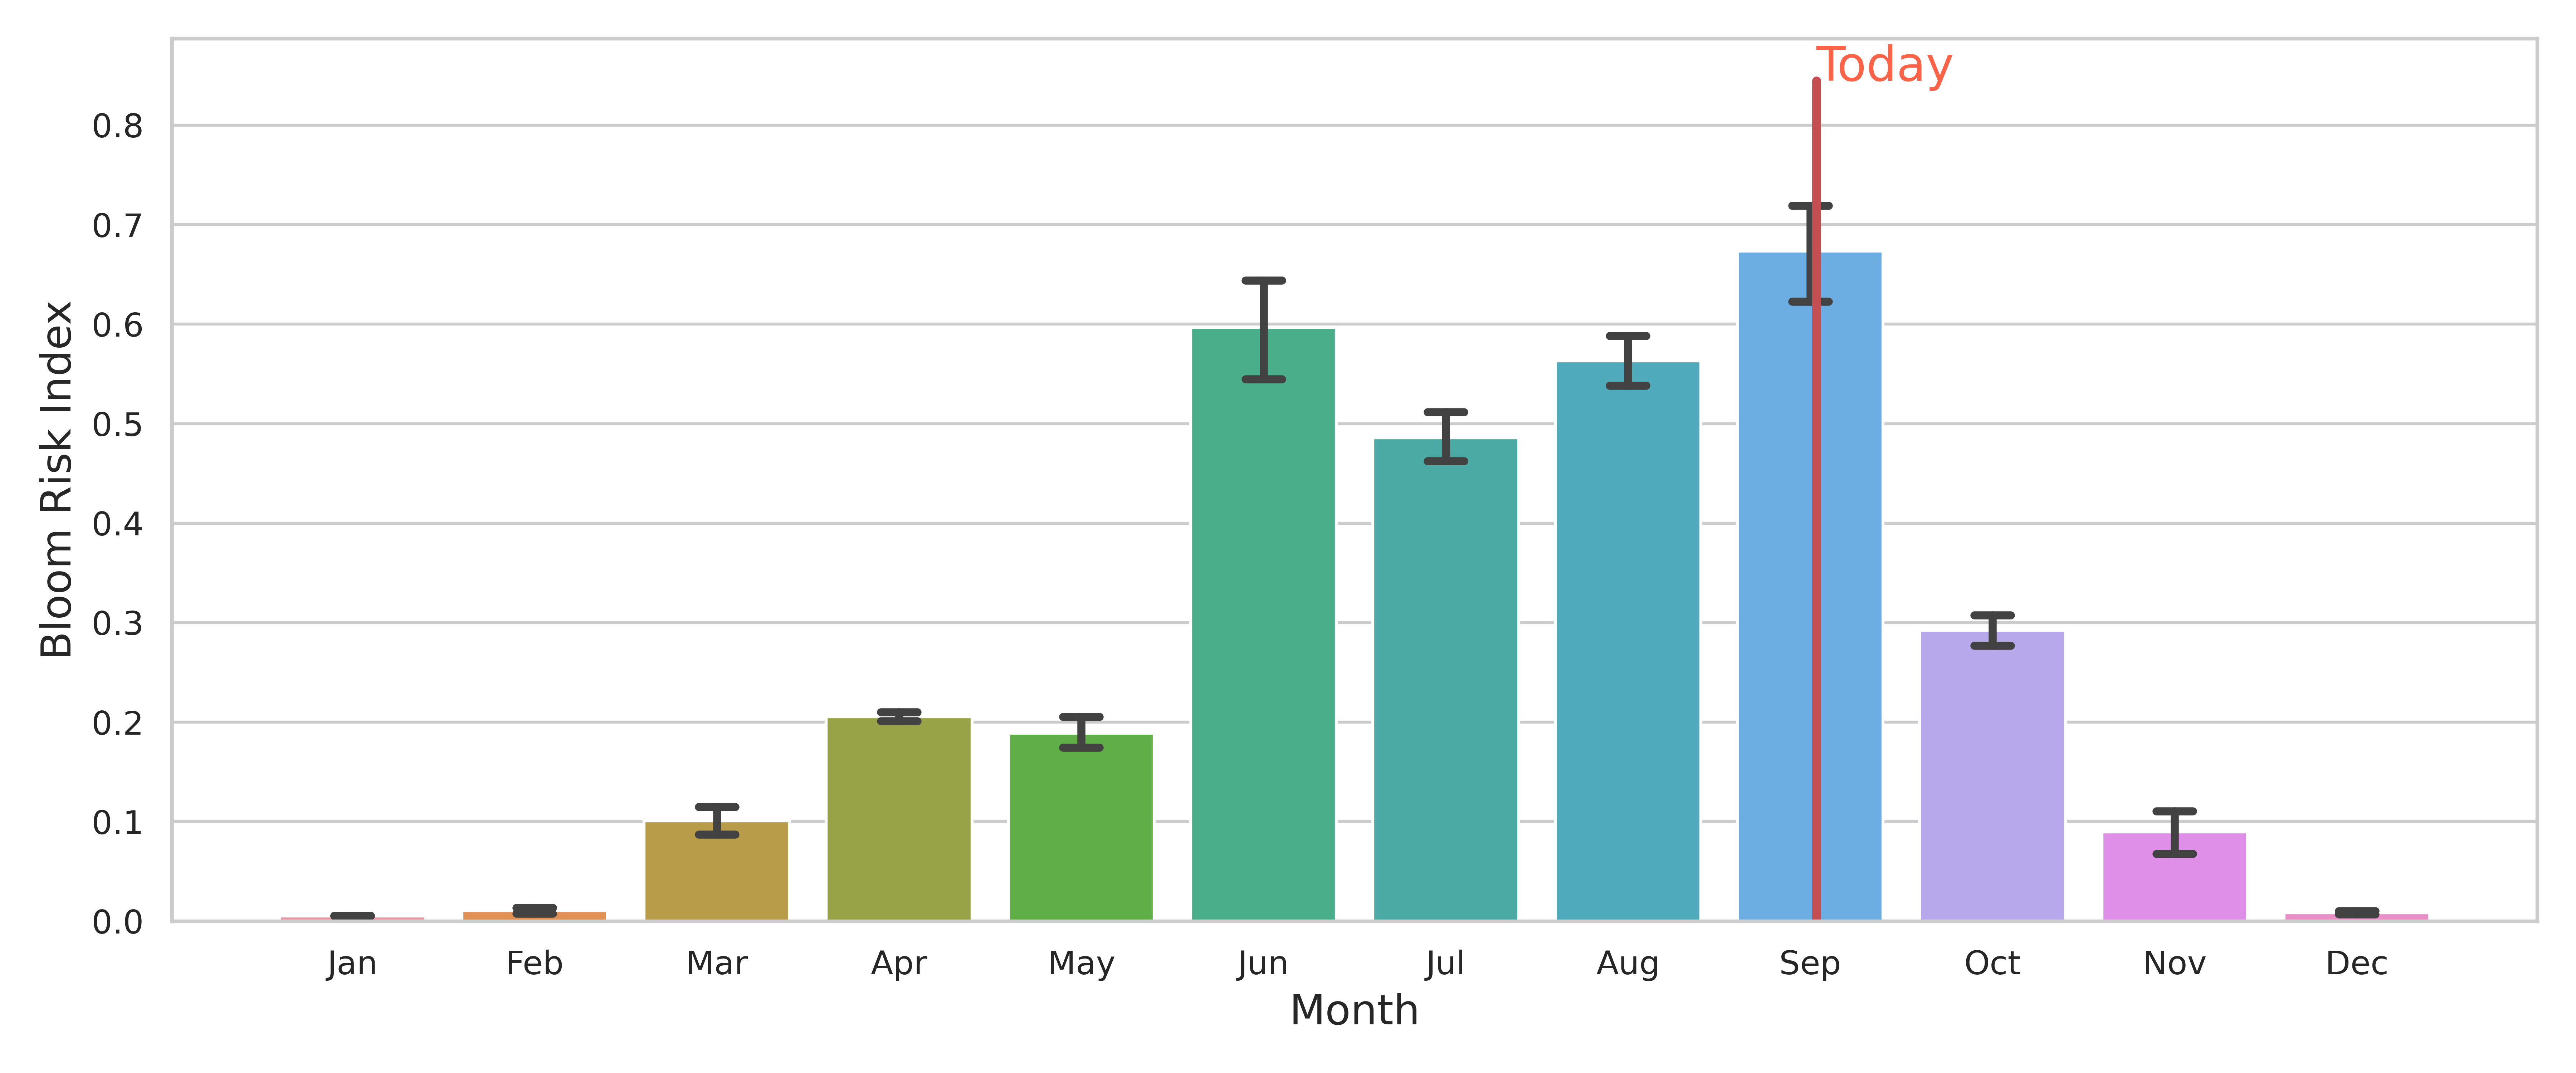 Today
0.8
0.7
0.6
0.5
0.4
0.3
0.2
0.1
0.0
Bloom Risk Index
Jan Feb Mar Apr May Jun Jul Aug Sep Oct Nov Dec
Month